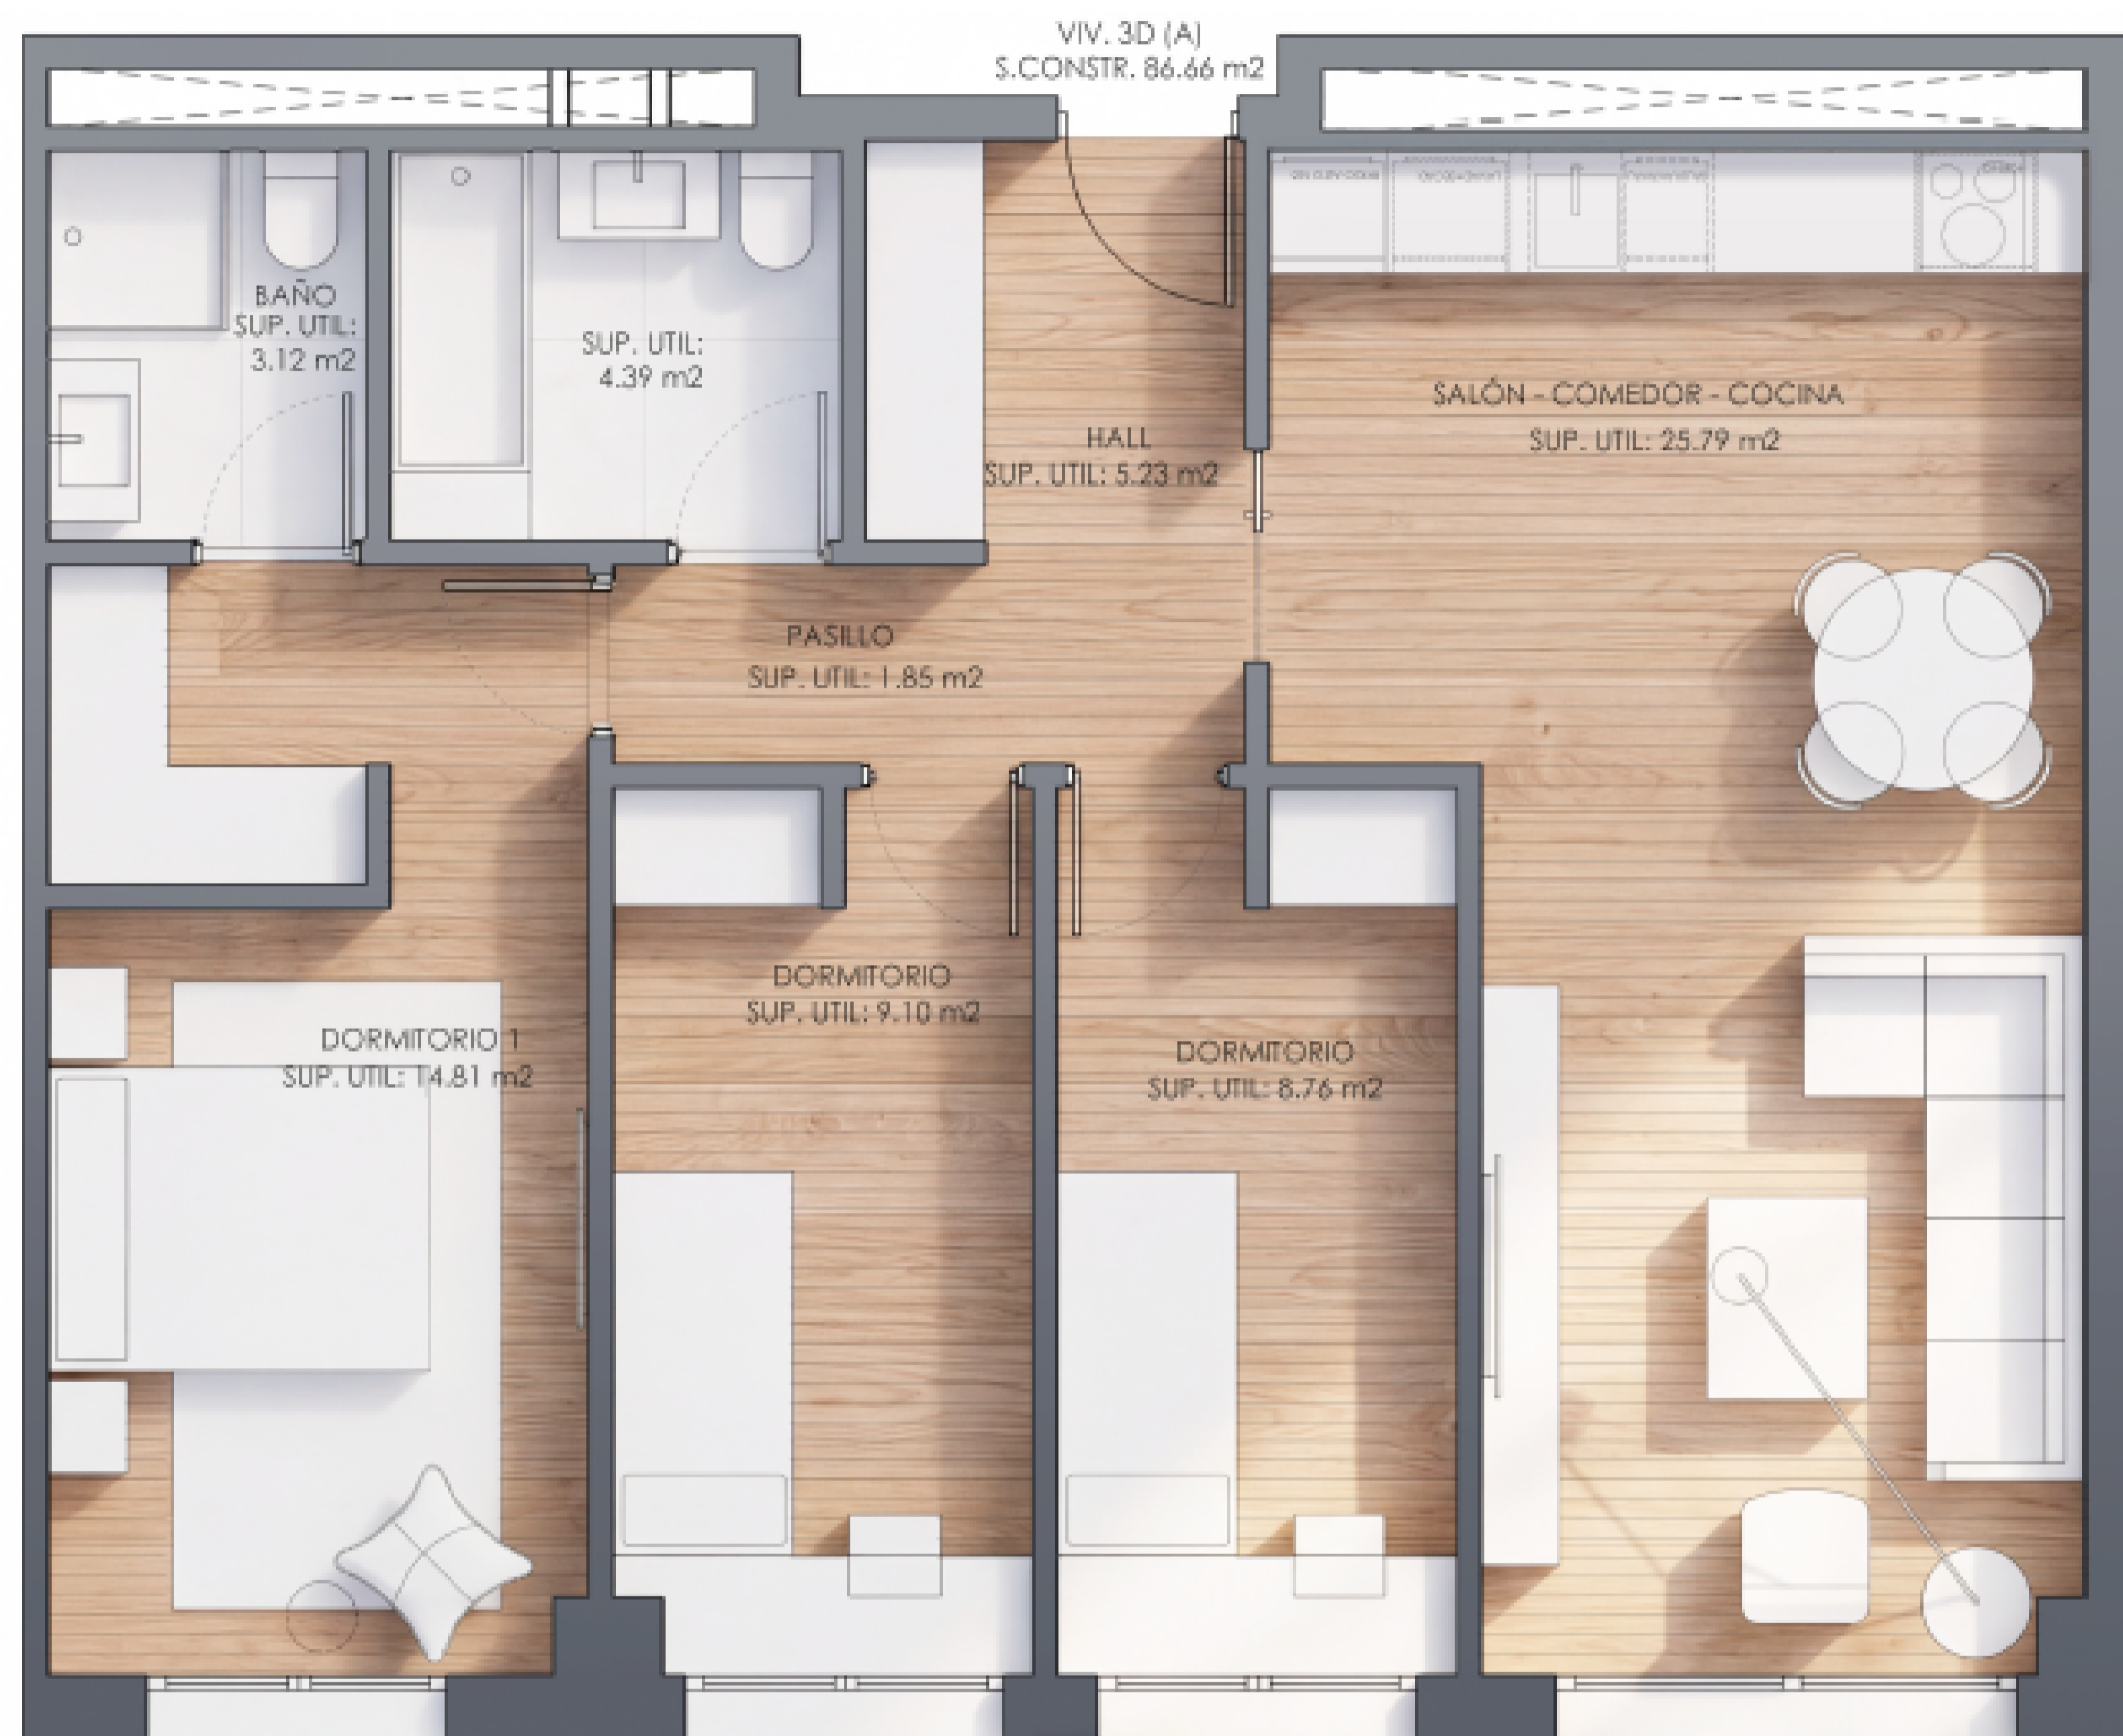 VIV. 3D (A)
S.CONSTR. 86.66 m2
BAÑO
SUP. UTIL:
3.12 m2
SUP. UTIL:
4.39 m2
HALL
SUP. UTIL: 5.23 m2
SALÓN - COMEDOR - COCINA
SUP. UTIL: 25.79 m2
PASILLO
SUP. UTIL: 1.85 m2
DORMITORIO 1
SUP. UTIL: 14.81 m2
DORMITORIO
SUP. UTIL: 9.10 m2
DORMITORIO
SUP. UTIL: 8.76 m2